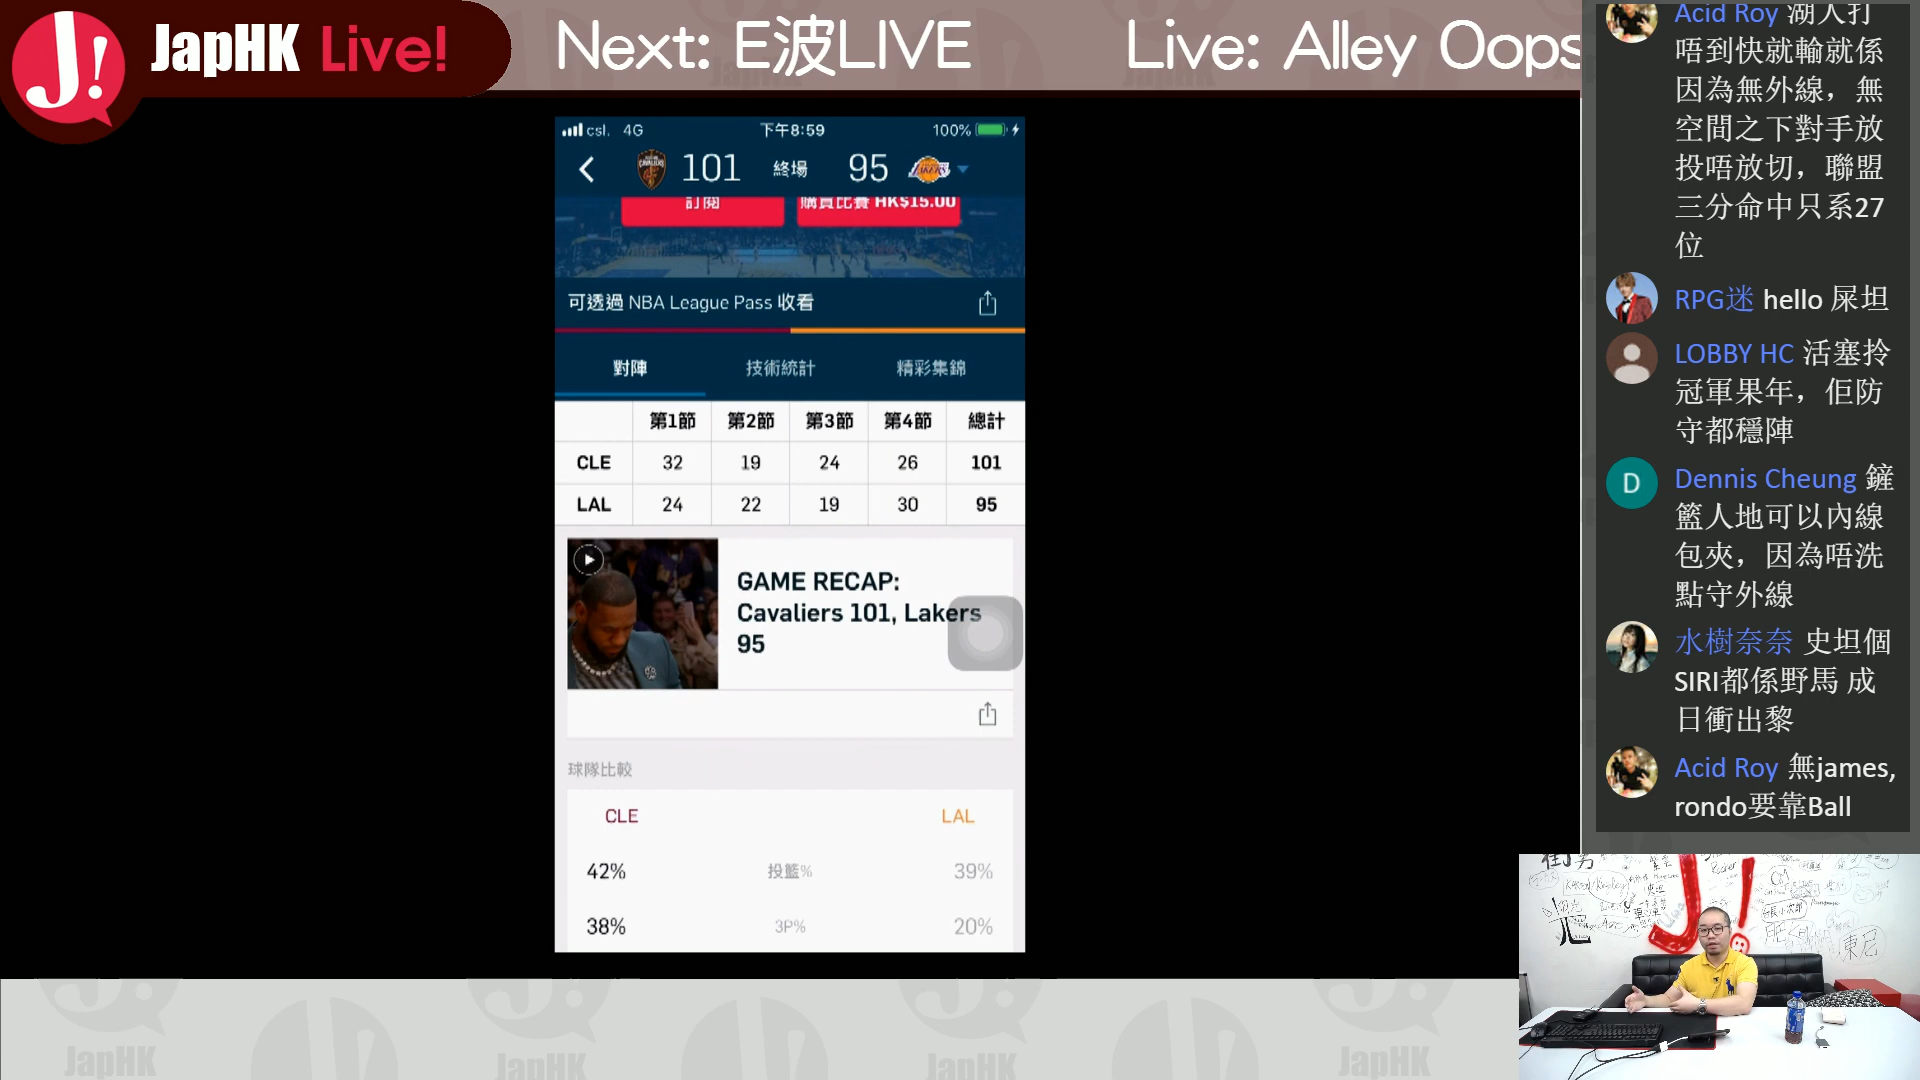 JapHK Live!
Next: E波LIVE
Live: Alley Oops
csl. 4G
下午8:59
100%
101
終場
95
訂閱
購買比賽 HK$15.00
可透過 NBA League Pass 收看
對陣
技術統計
精彩集錦
第1節 第2節 第3節 第4節 總計
CLE 32 19 24 26 101
LAL 24 22 19 30 95
GAME RECAP:
Cavaliers 101, Lakers
95
球隊比較
CLE LAL
42% 投籃% 39%
38% 3P% 20%
Acid Roy 湖人打
唔到快就輸就係
因為無外線，無
空間之下對手放
投唔放切，聯盟
三分命中只系27
位
RPG迷 hello 屎坦
LOBBY HC 活塞拎
冠軍果年，佢防
守都穩陣
D
Dennis Cheung 籬
籃人地可以內線
包夾，因為唔洗
點守外線
水樹奈奈 史坦個
SIRI都係野馬 成
日衝出黎
Acid Roy 無james,
rondo要靠Ball
J!
東尼
JapHK
JapHK
JapHK
JapHK